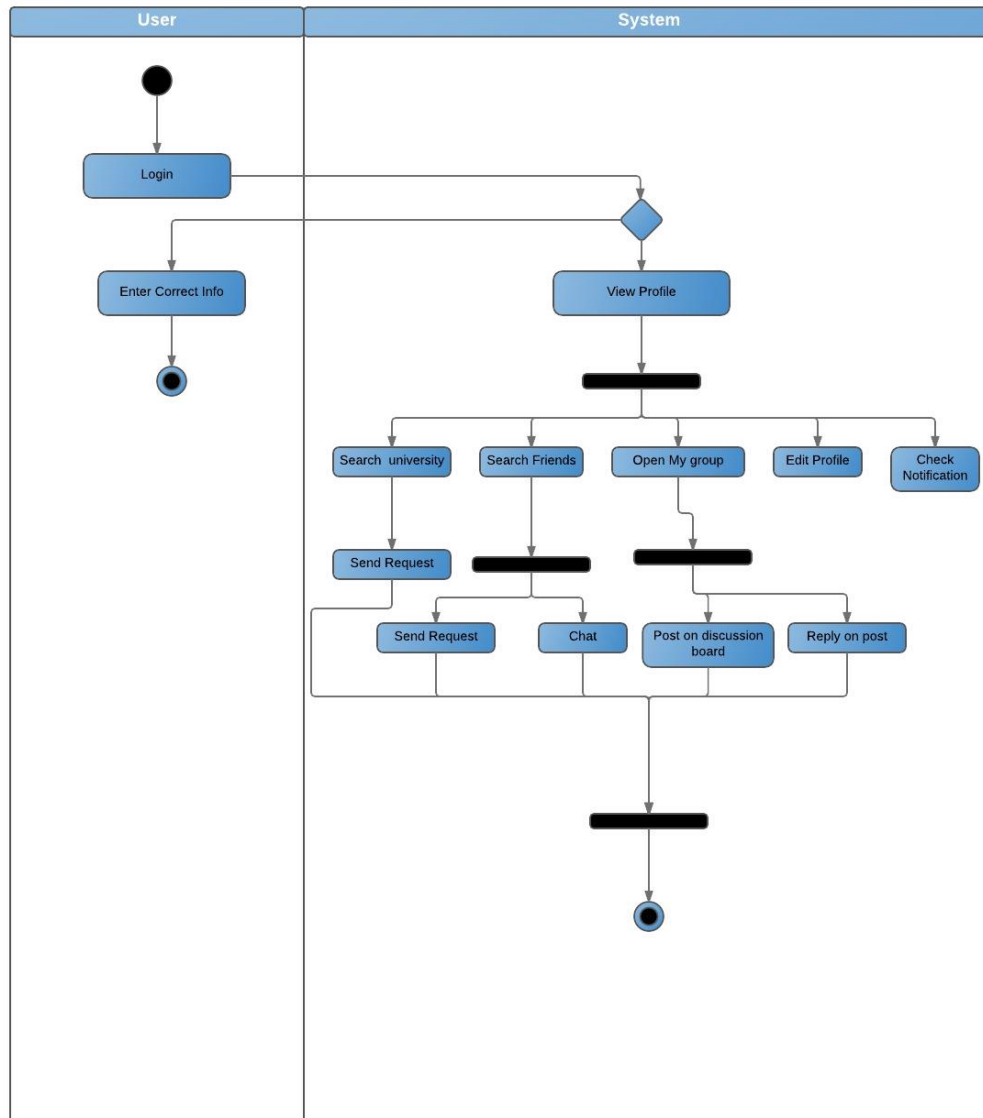 User
System
Login
Enter Correct Info
View Profile
Search  university
Search Friends
Open My group
Edit Profile
Check
Notification
Send Request
Send Request
Chat
Post on discussion
board
Reply on post